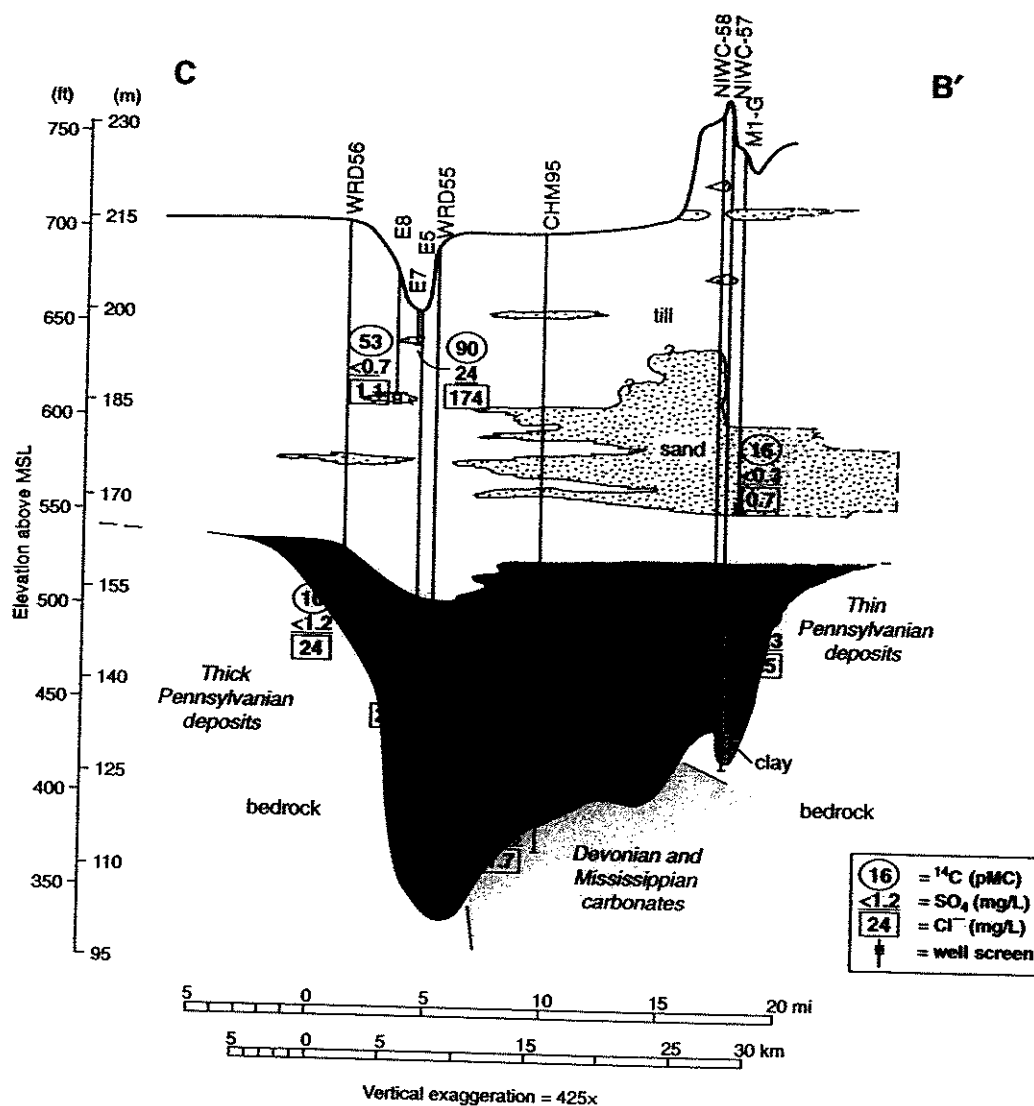 C
B′
(ft)
(m)
750
230
700
215
650
200
600
185
550
170
500
155
450
140
400
125
350
110
95
Elevation above MSL
WRD56
E8
E7
E5
WRD55
CHM95
NIWC-58
NIWC-57
M1-G
53
<0.7
1.1
90
24
174
till
?
?
sand
16
<0.3
0.7
<1.2
24
Thick
Pennsylvanian
deposits
Thin
Pennsylvanian
deposits
clay
bedrock
bedrock
Devonian and
Mississippian
carbonates
16 = ¹⁴C (pMC)
<1.2 = SO₄ (mg/L)
24 = Cl⁻ (mg/L)
= well screen
5 0 5 10 15 20 mi
5 0 5 15 25 30 km
Vertical exaggeration = 425x